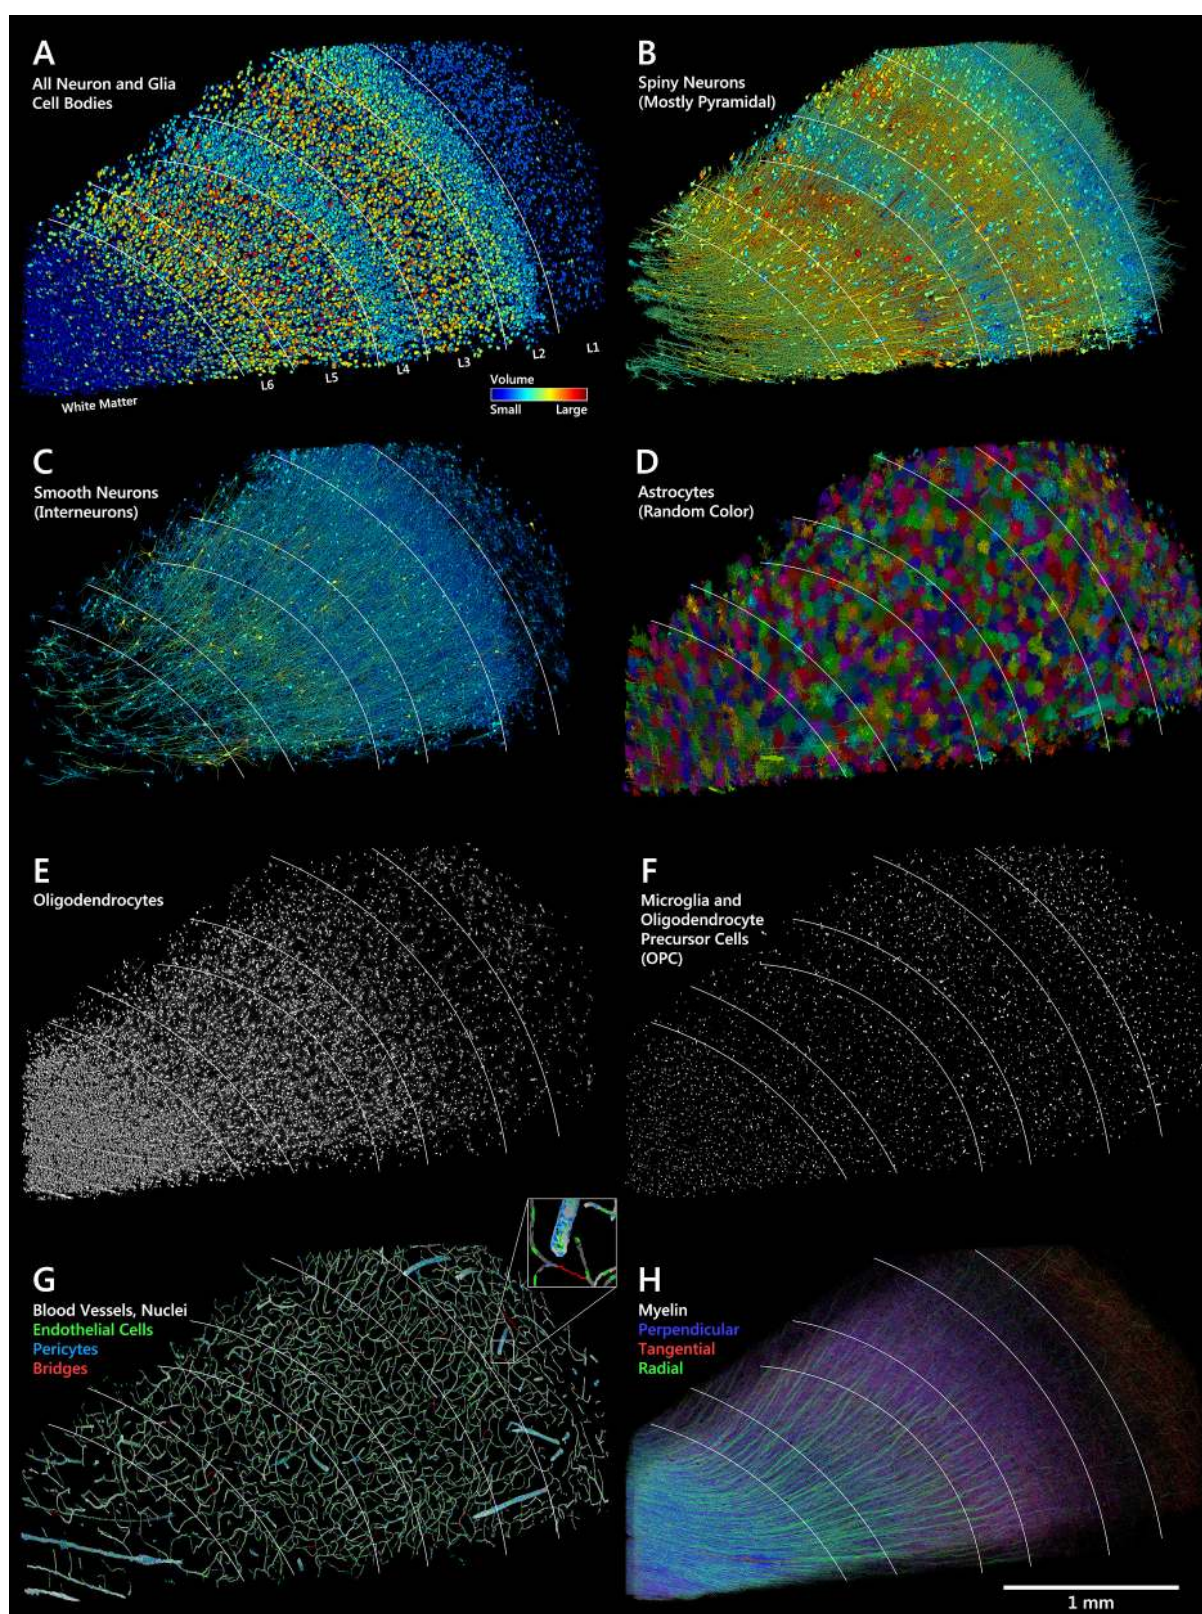 A
All Neuron and Glia
Cell Bodies
White Matter
L6
L5
L4
L3
L2
L1
Volume
Small
Large
B
Spiny Neurons
(Mostly Pyramidal)
C
Smooth Neurons
(Interneurons)
D
Astrocytes
(Random Color)
E
Oligodendrocytes
F
Microglia and
Oligodendrocyte
Precursor Cells
(OPC)
G
Blood Vessels, Nuclei
Endothelial Cells
Pericytes
Bridges
H
Myelin
Perpendicular
Tangential
Radial
1 mm